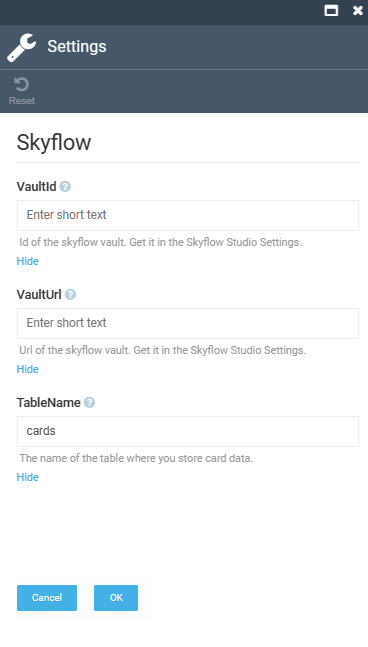 Settings
Reset
Skyflow
VaultId ?
Enter short text
Id of the skyflow vault. Get it in the Skyflow Studio Settings.
Hide
VaultUrl ?
Enter short text
Url of the skyflow vault. Get it in the Skyflow Studio Settings.
Hide
TableName ?
cards
The name of the table where you store card data.
Hide
Cancel OK